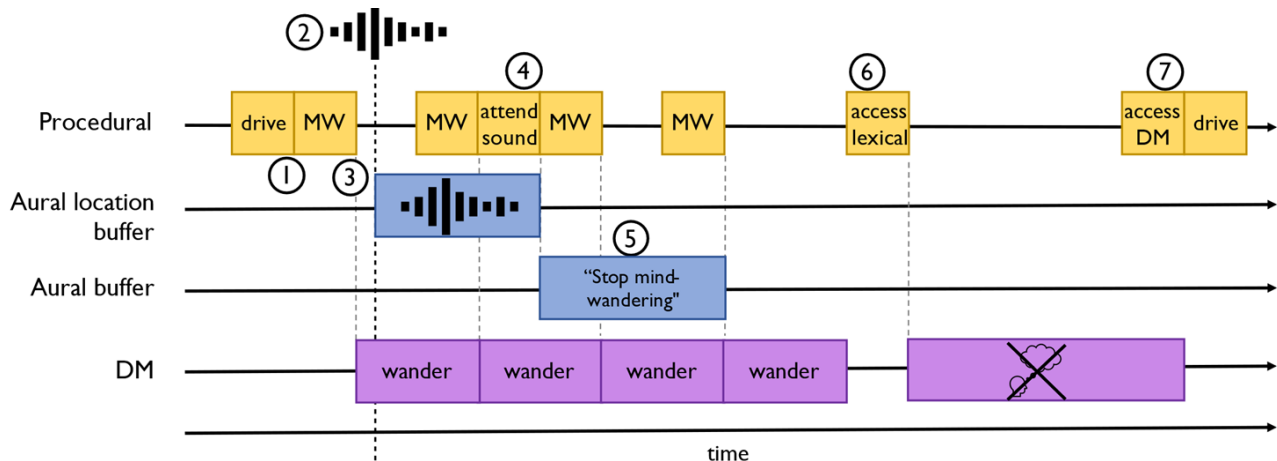 2
4
6
7
Procedural
drive
MW
MW
attend
sound
MW
MW
access
lexical
access
DM
drive
1
3
Aural location
buffer
5
Aural buffer
“Stop mind-
wandering"
DM
wander
wander
wander
wander
time